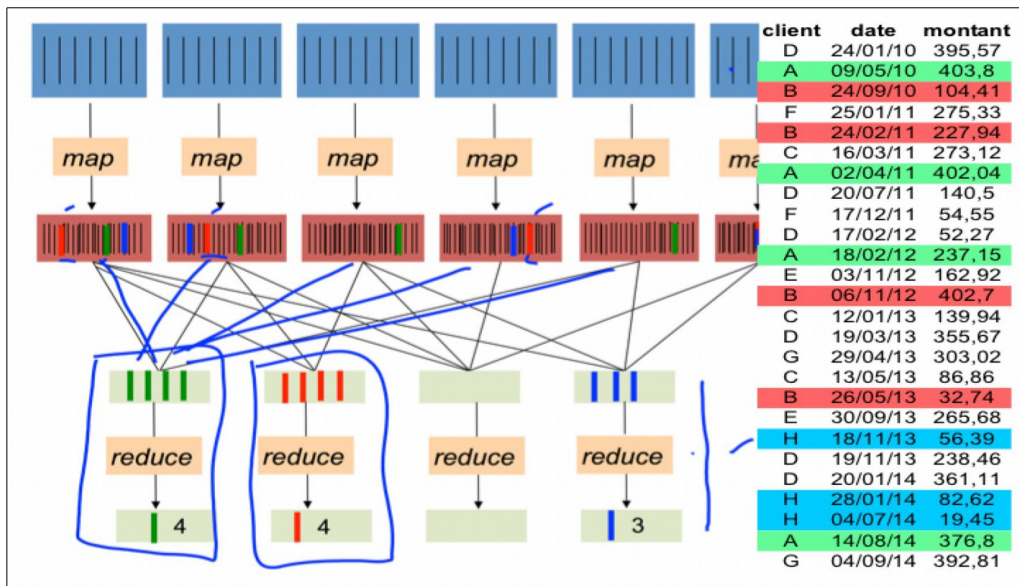 map map map map map ma
reduce reduce reduce reduce
4 4 3
client date montant
D 24/01/10 395,57
A 09/05/10 403,8
B 24/09/10 104,41
F 25/01/11 275,33
B 24/02/11 227,94
C 16/03/11 273,12
A 02/04/11 402,04
D 20/07/11 140,5
F 17/12/11 54,55
D 17/02/12 52,27
A 18/02/12 237,15
E 03/11/12 162,92
B 06/11/12 402,7
C 12/01/13 139,94
D 19/03/13 355,67
G 29/04/13 303,02
C 13/05/13 86,86
B 26/05/13 32,74
E 30/09/13 265,68
H 18/11/13 56,39
D 19/11/13 238,46
D 20/01/14 361,11
H 28/01/14 82,62
H 04/07/14 19,45
A 14/08/14 376,8
G 04/09/14 392,81